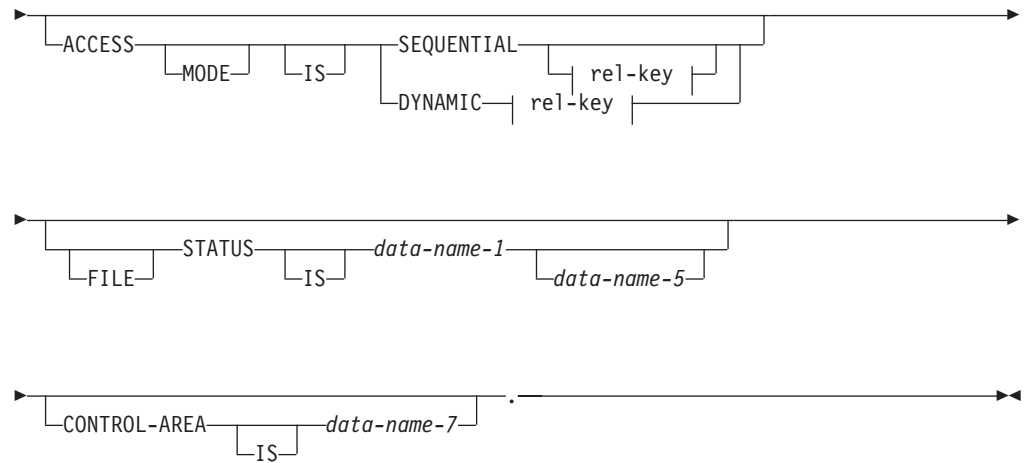 ACCESS MODE IS SEQUENTIAL rel-key
DYNAMIC rel-key
FILE STATUS IS data-name-1 data-name-5
CONTROL-AREA IS data-name-7 .